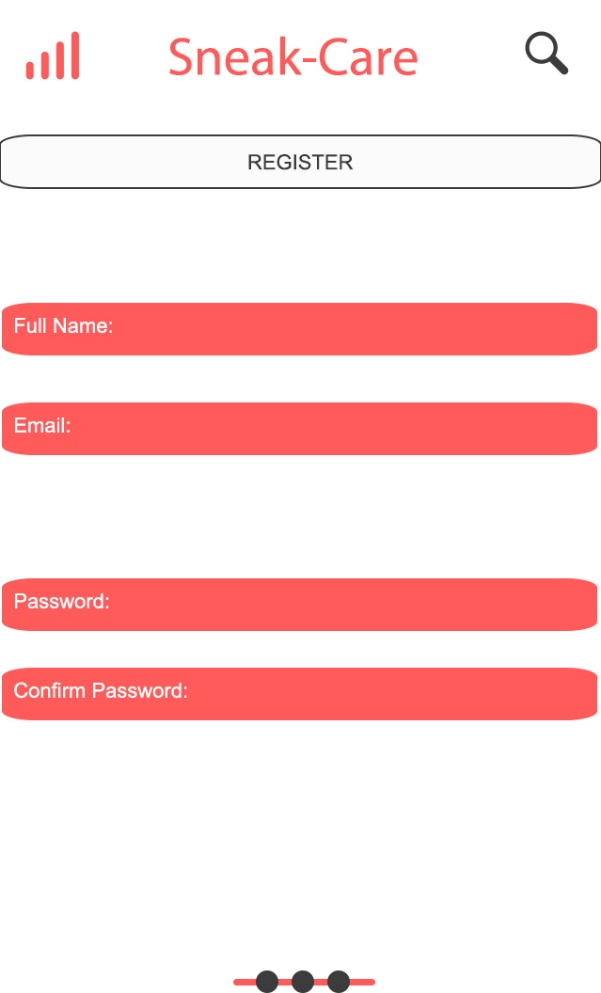 Sneak-Care
REGISTER
Full Name:
Email:
Password:
Confirm Password: